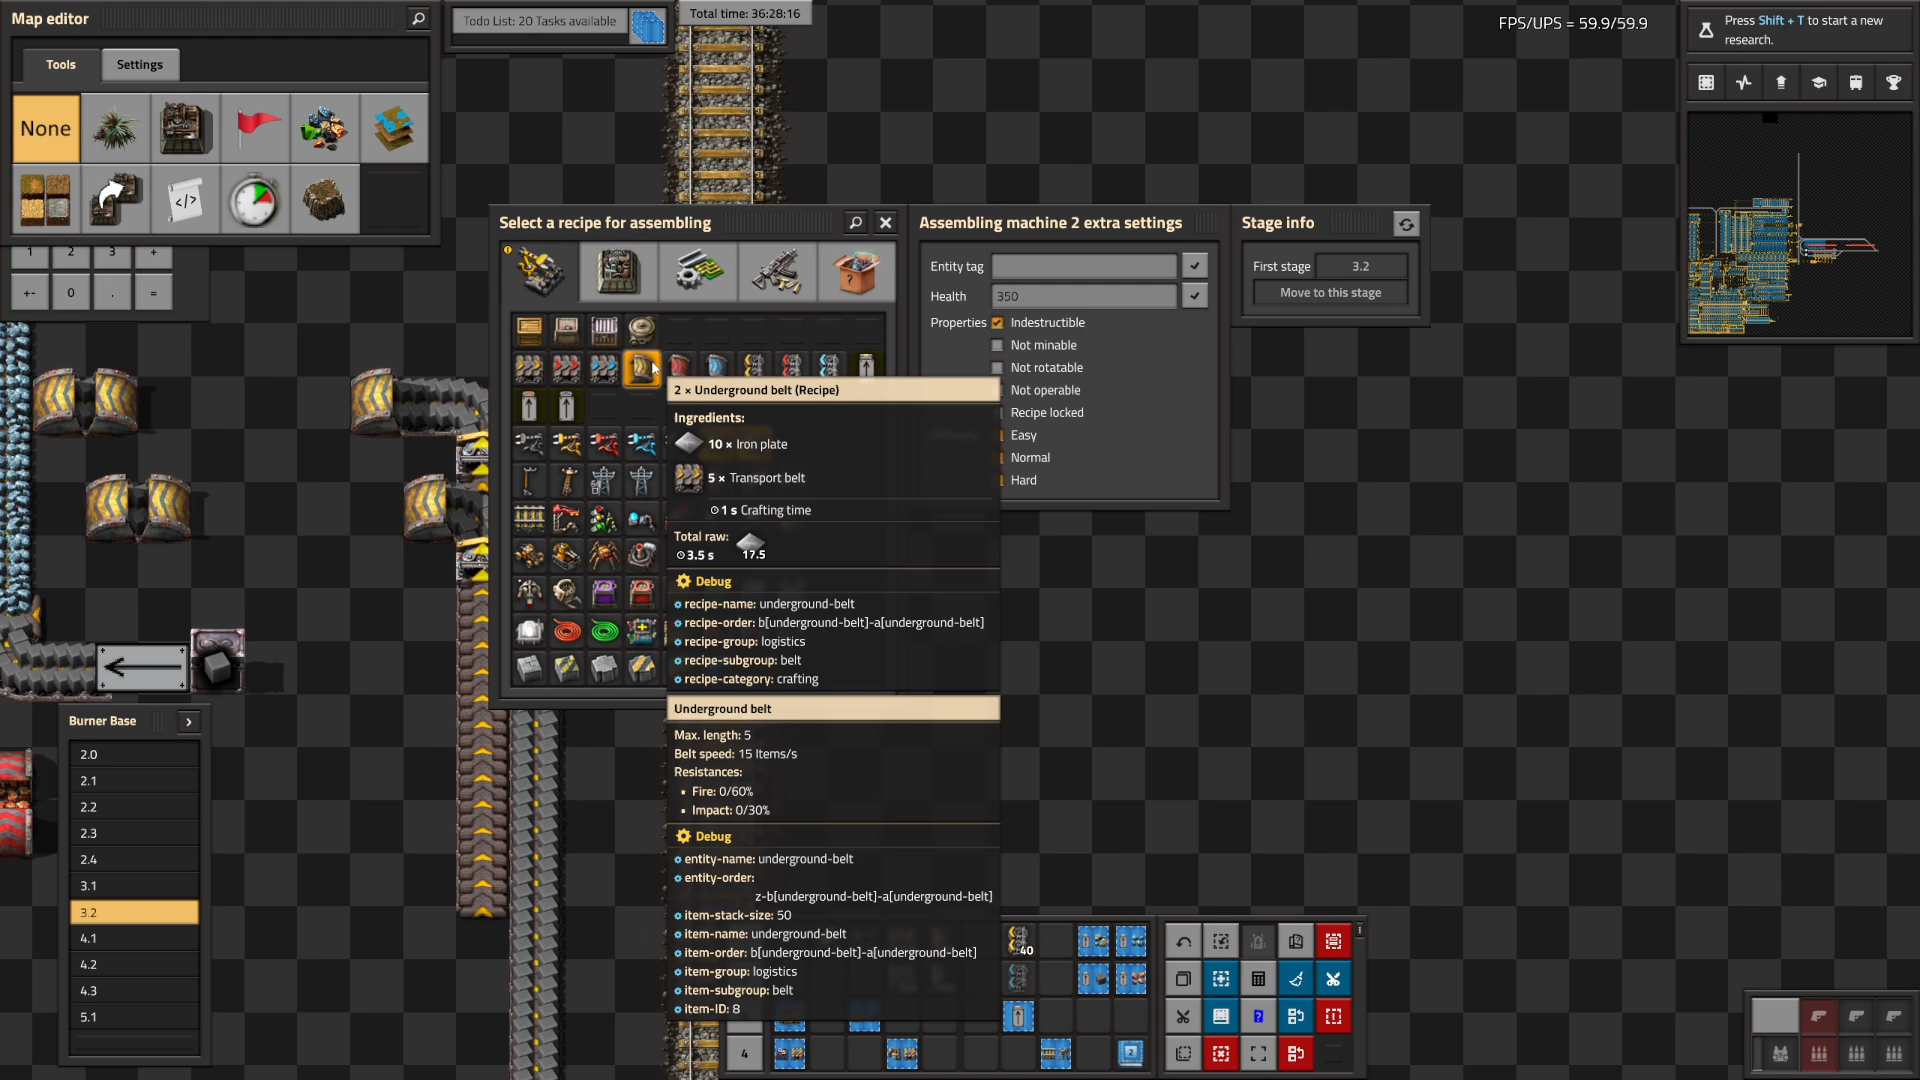 Map editor
Tools
Settings
None
1
2
3
+
+-
0
.
=
Todo List: 20 Tasks available
Total time: 36:28:16
FPS/UPS = 59.9/59.9
Press Shift + T to start a new
research.
Select a recipe for assembling
2 × Underground belt (Recipe)
Ingredients:
10 × Iron plate
5 × Transport belt
1 s Crafting time
Total raw:
3.5 s
17.5
Debug
recipe-name: underground-belt
recipe-order: b[underground-belt]-a[underground-belt]
recipe-group: logistics
recipe-subgroup: belt
recipe-category: crafting
Underground belt
Max. length: 5
Belt speed: 15 Items/s
Resistances:
Fire: 0/60%
Impact: 0/30%
Debug
entity-name: underground-belt
entity-order:
z-b[underground-belt]-a[underground-belt]
item-stack-size: 50
item-name: underground-belt
item-order: b[underground-belt]-a[underground-belt]
item-group: logistics
item-subgroup: belt
item-ID: 8
Assembling machine 2 extra settings
Entity tag
Health
350
Properties
Indestructible
Not minable
Not rotatable
Not operable
Recipe locked
Easy
Normal
Hard
Stage info
First stage
3.2
Move to this stage
Burner Base
2.0
2.1
2.2
2.3
2.4
3.1
3.2
4.1
4.2
4.3
5.1
40
4
2